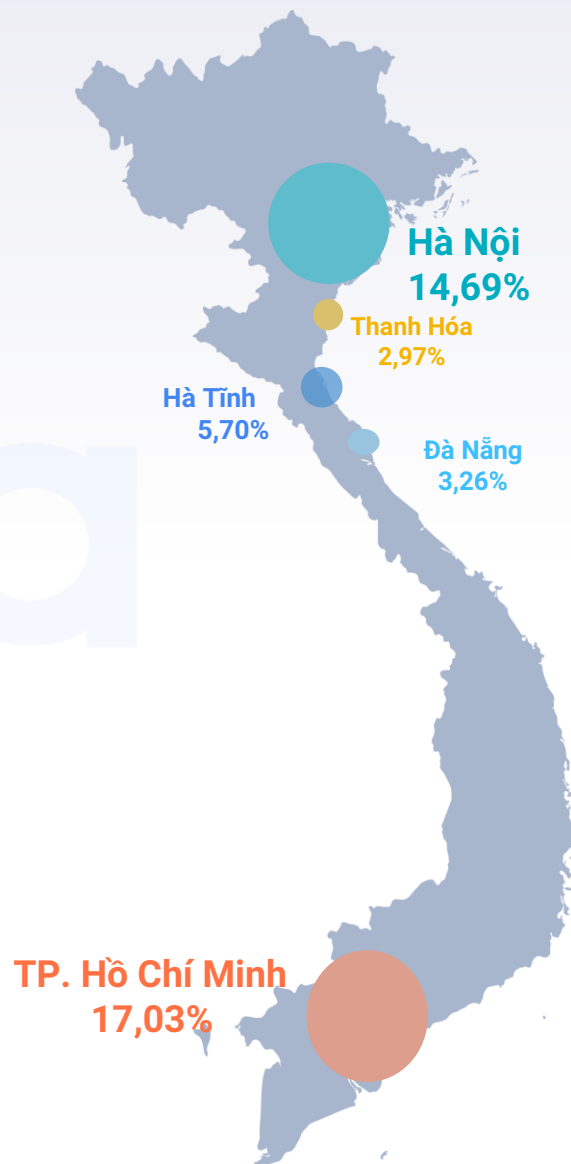 Hà Nội
14,69%
Thanh Hóa
2,97%
Hà Tĩnh
5,70%
Đà Nẵng
3,26%
TP. Hồ Chí Minh
17,03%